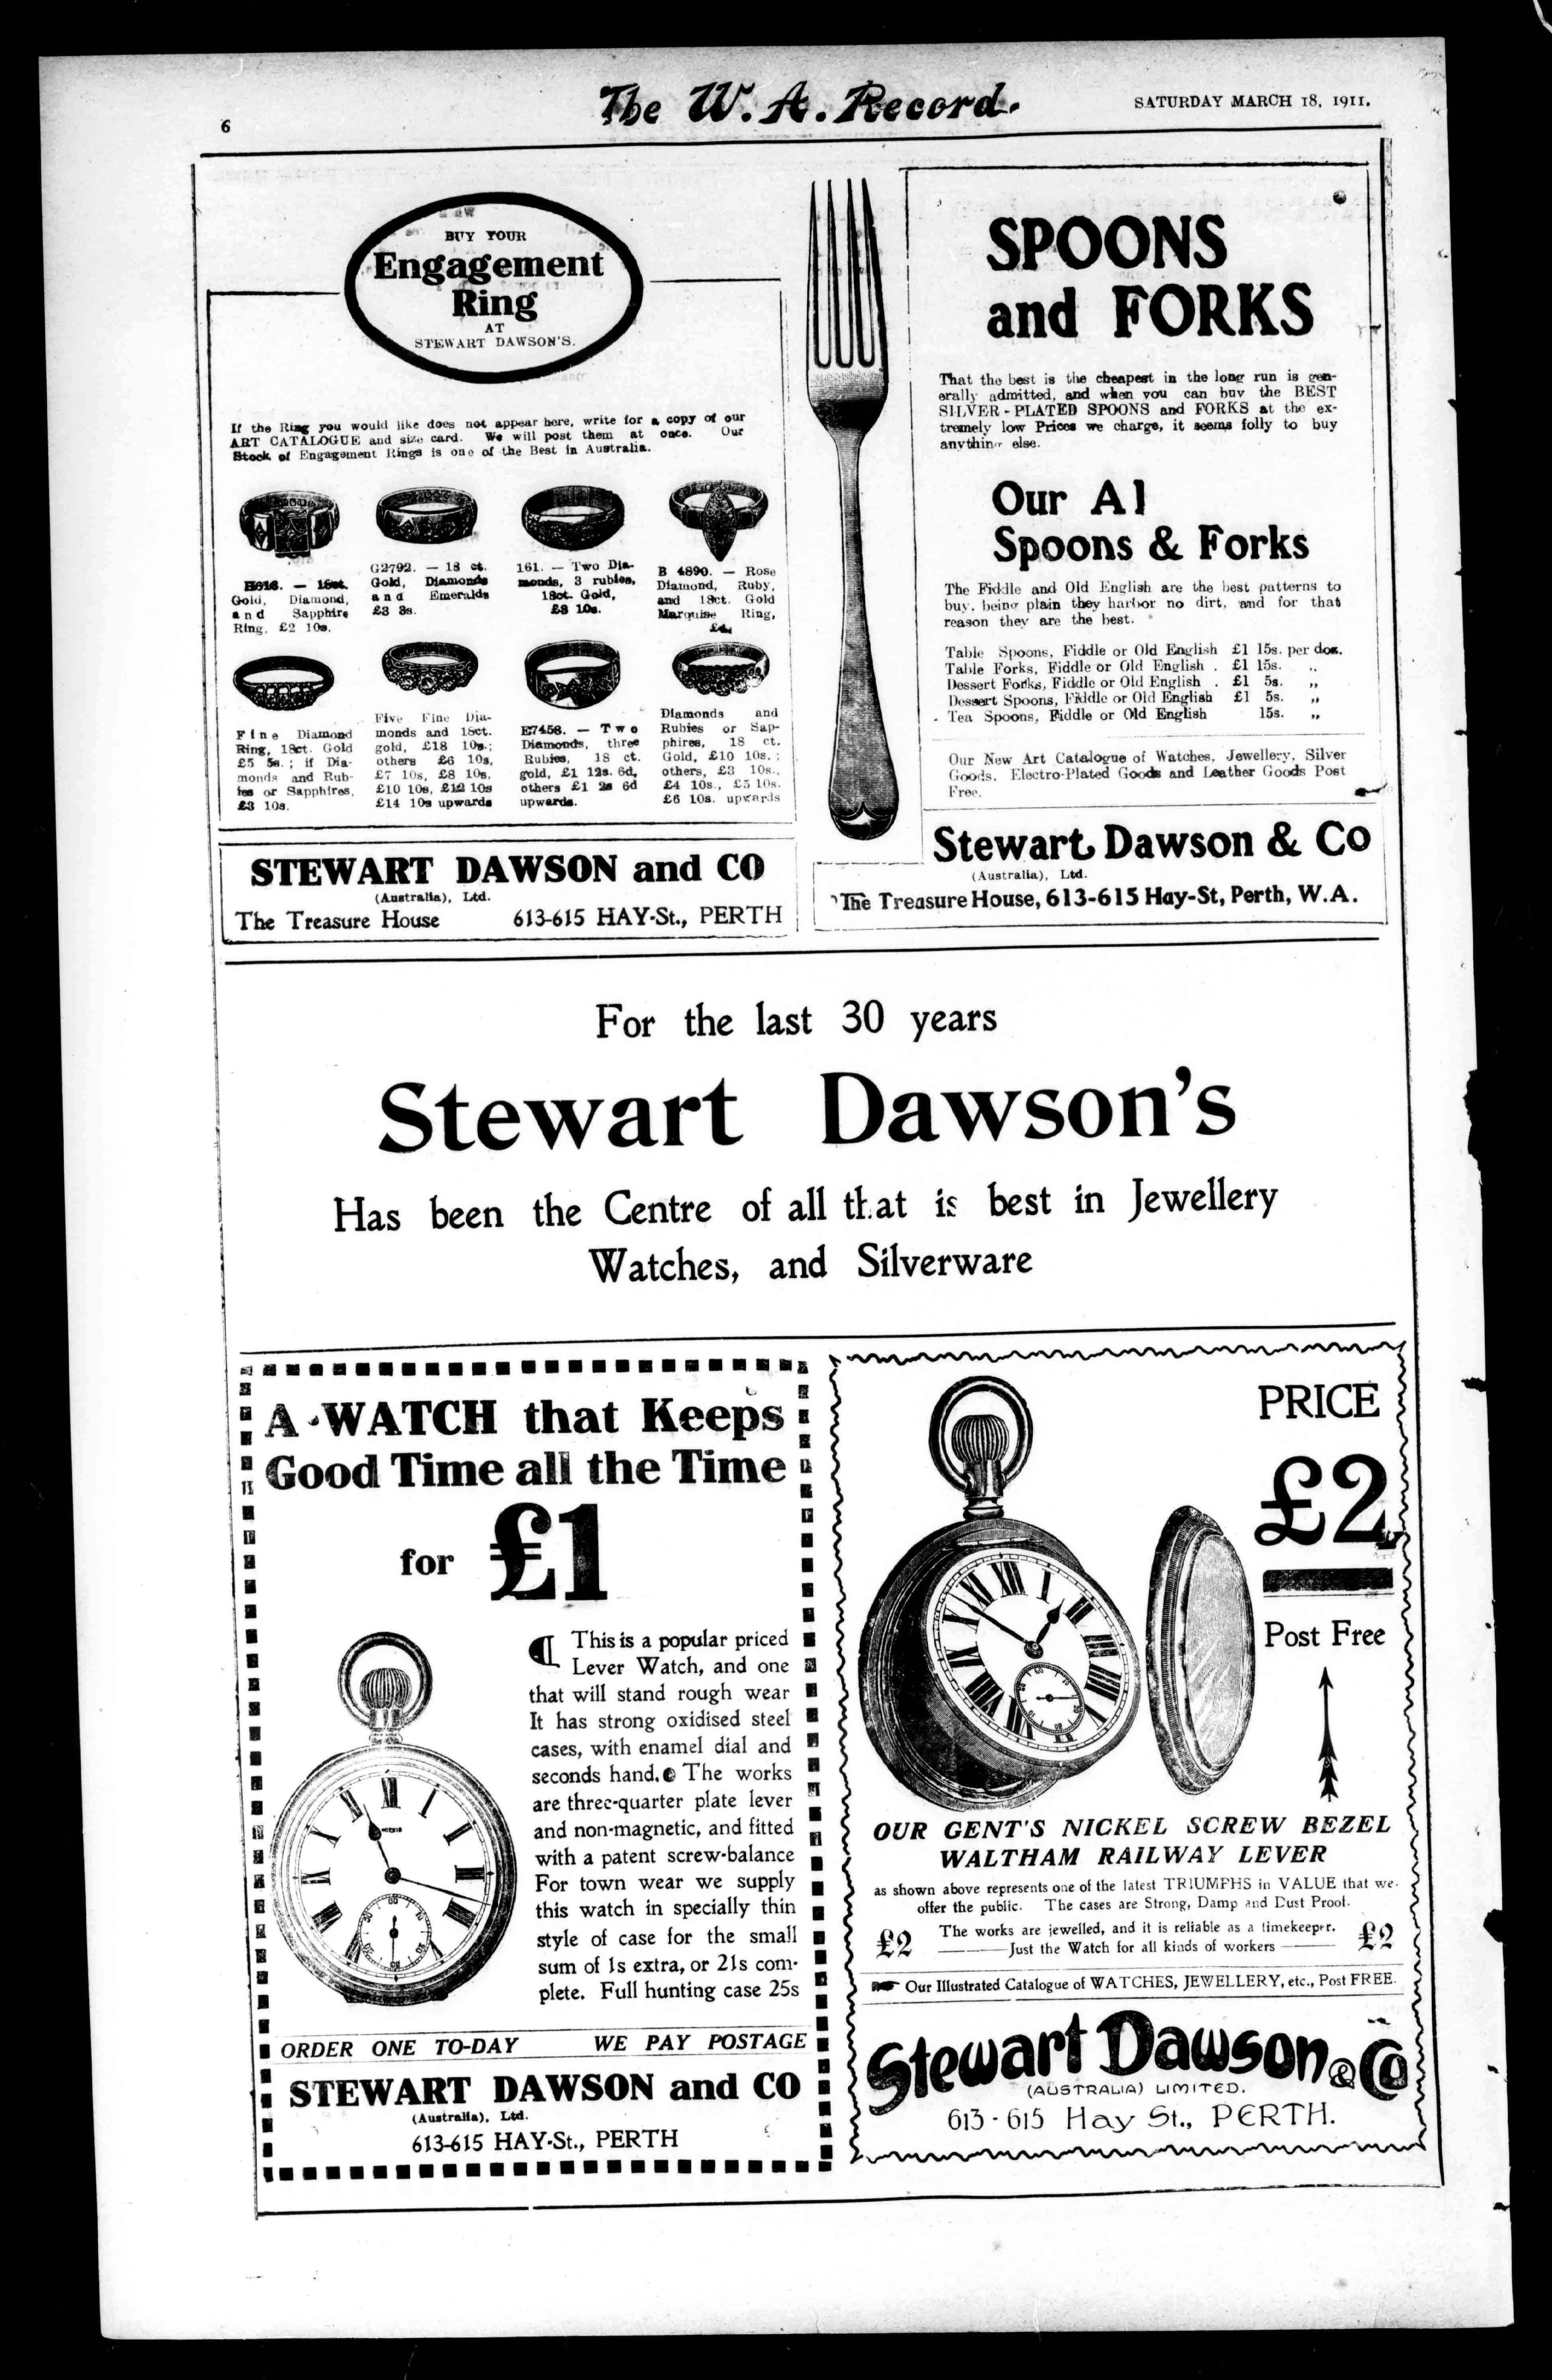 6
The W. A. Record.
SATURDAY MARCH 18, 1911.
BUY YOUR
Engagement
Ring
AT
STEWART DAWSON'S.
If the Ring you would like does not appear here, write for a copy of our
ART CATALOGUE and size card. We will post them at once. Our
Stock of Engagement Rings is one of the Best in Australia.
18ct.
Gold, Diamond,
and Sapphire
Ring, £2 10s.
G2792. — 18 ct.
Gold, Diamonds
and Emeralds
£3 3s.
161. — Two Dia-
monds, 3 rubies,
18ct. Gold,
£3 10s.
B 4890. — Rose
Diamond, Ruby,
and 18ct. Gold
Marquise Ring,
£4.
Fine Diamond
Ring, 18ct. Gold
£5 5s.; if Dia-
monds and Rub-
ies or Sapphires,
£3 10s.
Five Fine Dia-
monds and 18ct.
gold, £18 10s.;
others £6 10s,
£7 10s, £8 10s,
£10 10s, £12 10s
£14 10s upwards
E7458. — Two
Diamonds, three
Rubies, 18 ct.
gold, £1 12s. 6d,
others £1 2s 6d
upwards.
Diamonds and
Rubies or Sap-
phires, 18 ct.
Gold, £10 10s.;
others, £3 10s.,
£4 10s., £5 10s.
£6 10s. upwards
STEWART DAWSON and CO
(Australia), Ltd.
The Treasure House 613-615 HAY-St., PERTH
SPOONS
and FORKS
That the best is the cheapest in the long run is gen-
erally admitted, and when you can buy the BEST
SILVER-PLATED SPOONS and FORKS at the ex-
tremely low Prices we charge, it seems folly to buy
anything else.
Our A1
Spoons & Forks
The Fiddle and Old English are the best patterns to
buy, being plain they harbor no dirt, and for that
reason they are the best.
Table Spoons, Fiddle or Old English £1 15s. per doz.
Table Forks, Fiddle or Old English . £1 15s. ,,
Dessert Forks, Fiddle or Old English . £1 5s. ,,
Dessert Spoons, Fiddle or Old English £1 5s. ,,
Tea Spoons, Fiddle or Old English 15s. ,,
Our New Art Catalogue of Watches, Jewellery, Silver
Goods, Electro-Plated Goods and Leather Goods Post
Free.
Stewart Dawson & Co
(Australia), Ltd.
The Treasure House, 613-615 Hay-St, Perth, W.A.
For the last 30 years
Stewart Dawson's
Has been the Centre of all that is best in Jewellery
Watches, and Silverware
A WATCH that Keeps
Good Time all the Time
for £1
This is a popular priced
Lever Watch, and one
that will stand rough wear
It has strong oxidised steel
cases, with enamel dial and
seconds hand. The works
are three-quarter plate lever
and non-magnetic, and fitted
with a patent screw-balance
For town wear we supply
this watch in specially thin
style of case for the small
sum of 1s extra, or 21s com-
plete. Full hunting case 25s
ORDER ONE TO-DAY WE PAY POSTAGE
STEWART DAWSON and CO
(Australia), Ltd.
613-615 HAY-St., PERTH
PRICE
£2
Post Free
OUR GENT'S NICKEL SCREW BEZEL
WALTHAM RAILWAY LEVER
as shown above represents one of the latest TRIUMPHS in VALUE that we
offer the public. The cases are Strong, Damp and Dust Proof.
£2 The works are jewelled, and it is reliable as a timekeeper. £2
Just the Watch for all kinds of workers
Our Illustrated Catalogue of WATCHES, JEWELLERY, etc., Post FREE.
Stewart Dawson & Co
(AUSTRALIA) LIMITED.
613-615 Hay St., PERTH.